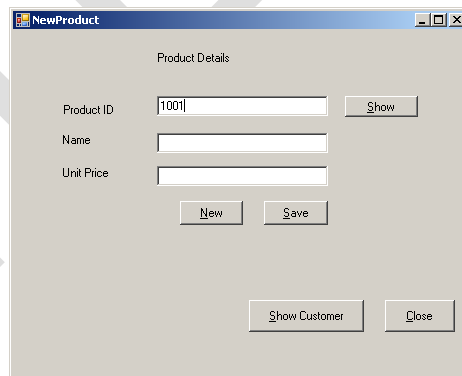 NewProduct
Product Details
Product ID 1001 Show
Name
Unit Price
New Save
Show Customer Close